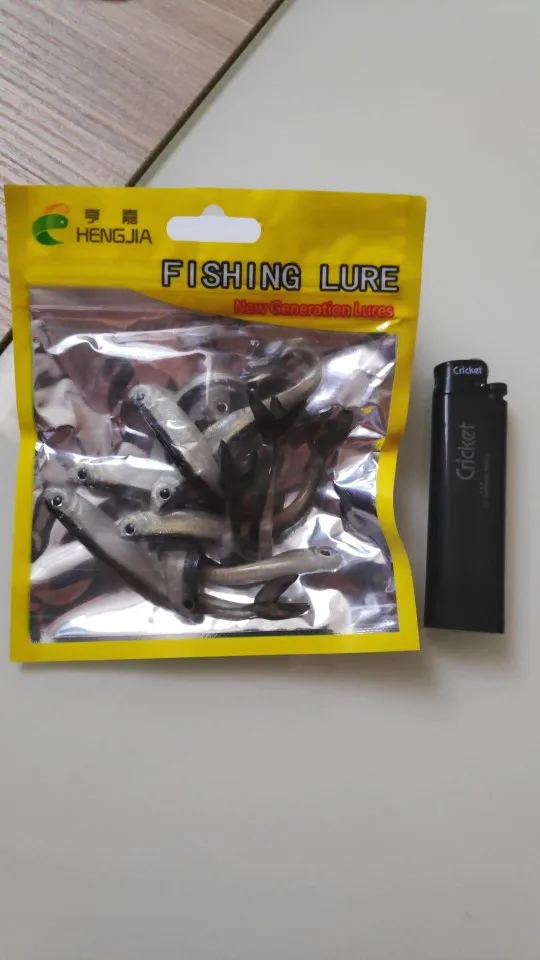 亨嘉
HENGJIA
FISHING LURE
New Generation Lures
Cricket
Cricket